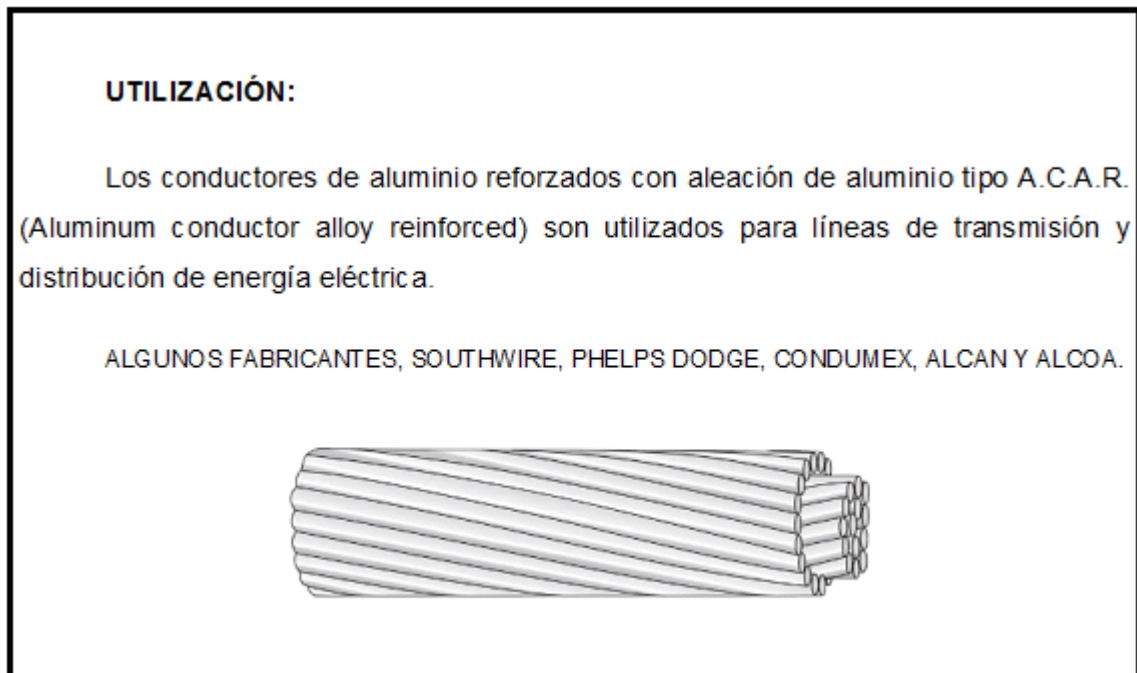 UTILIZACIÓN:
Los conductores de aluminio reforzados con aleación de aluminio tipo A.C.A.R.
(Aluminum conductor alloy reinforced) son utilizados para líneas de transmisión y
distribución de energía eléctrica.
ALGUNOS FABRICANTES, SOUTHWIRE, PHELPS DODGE, CONDUMEX, ALCAN Y ALCOA.